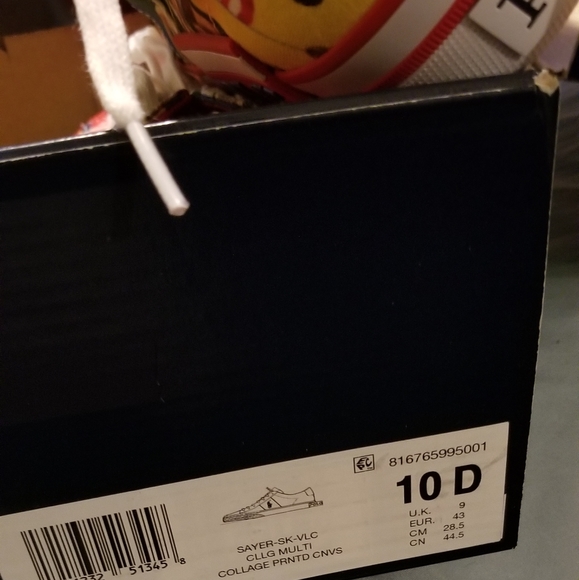 816765995001
10 D
U.K. 9
EUR. 43
CM 28.5
CN 44.5
SAYER-SK-VLC
CLLG MULTI
COLLAGE PRNTD CNVS
51345 8